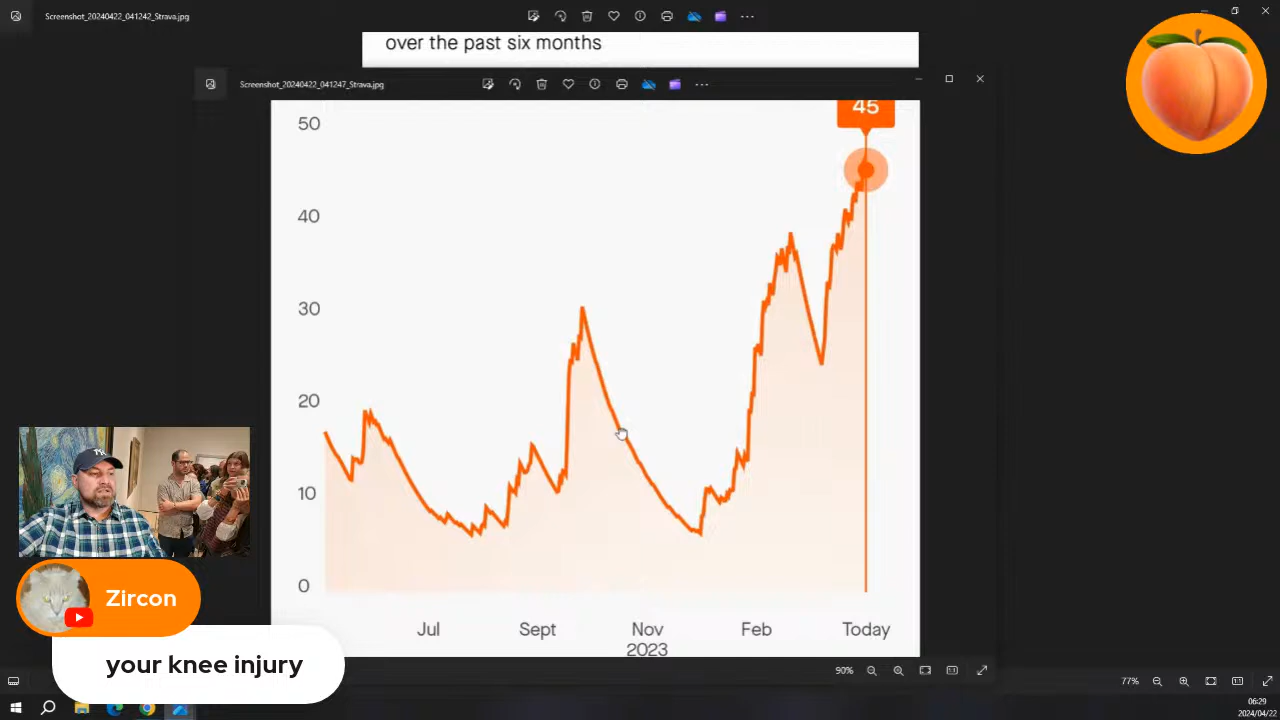 Screenshot_20240422_041242_Strava.jpg
over the past six months
Screenshot_20240422_041247_Strava.jpg
45
50
40
30
20
10
0
Jul
Sept
Nov
2023
Feb
Today
Zircon
your knee injury
90%
77%
06:29
2024/04/22